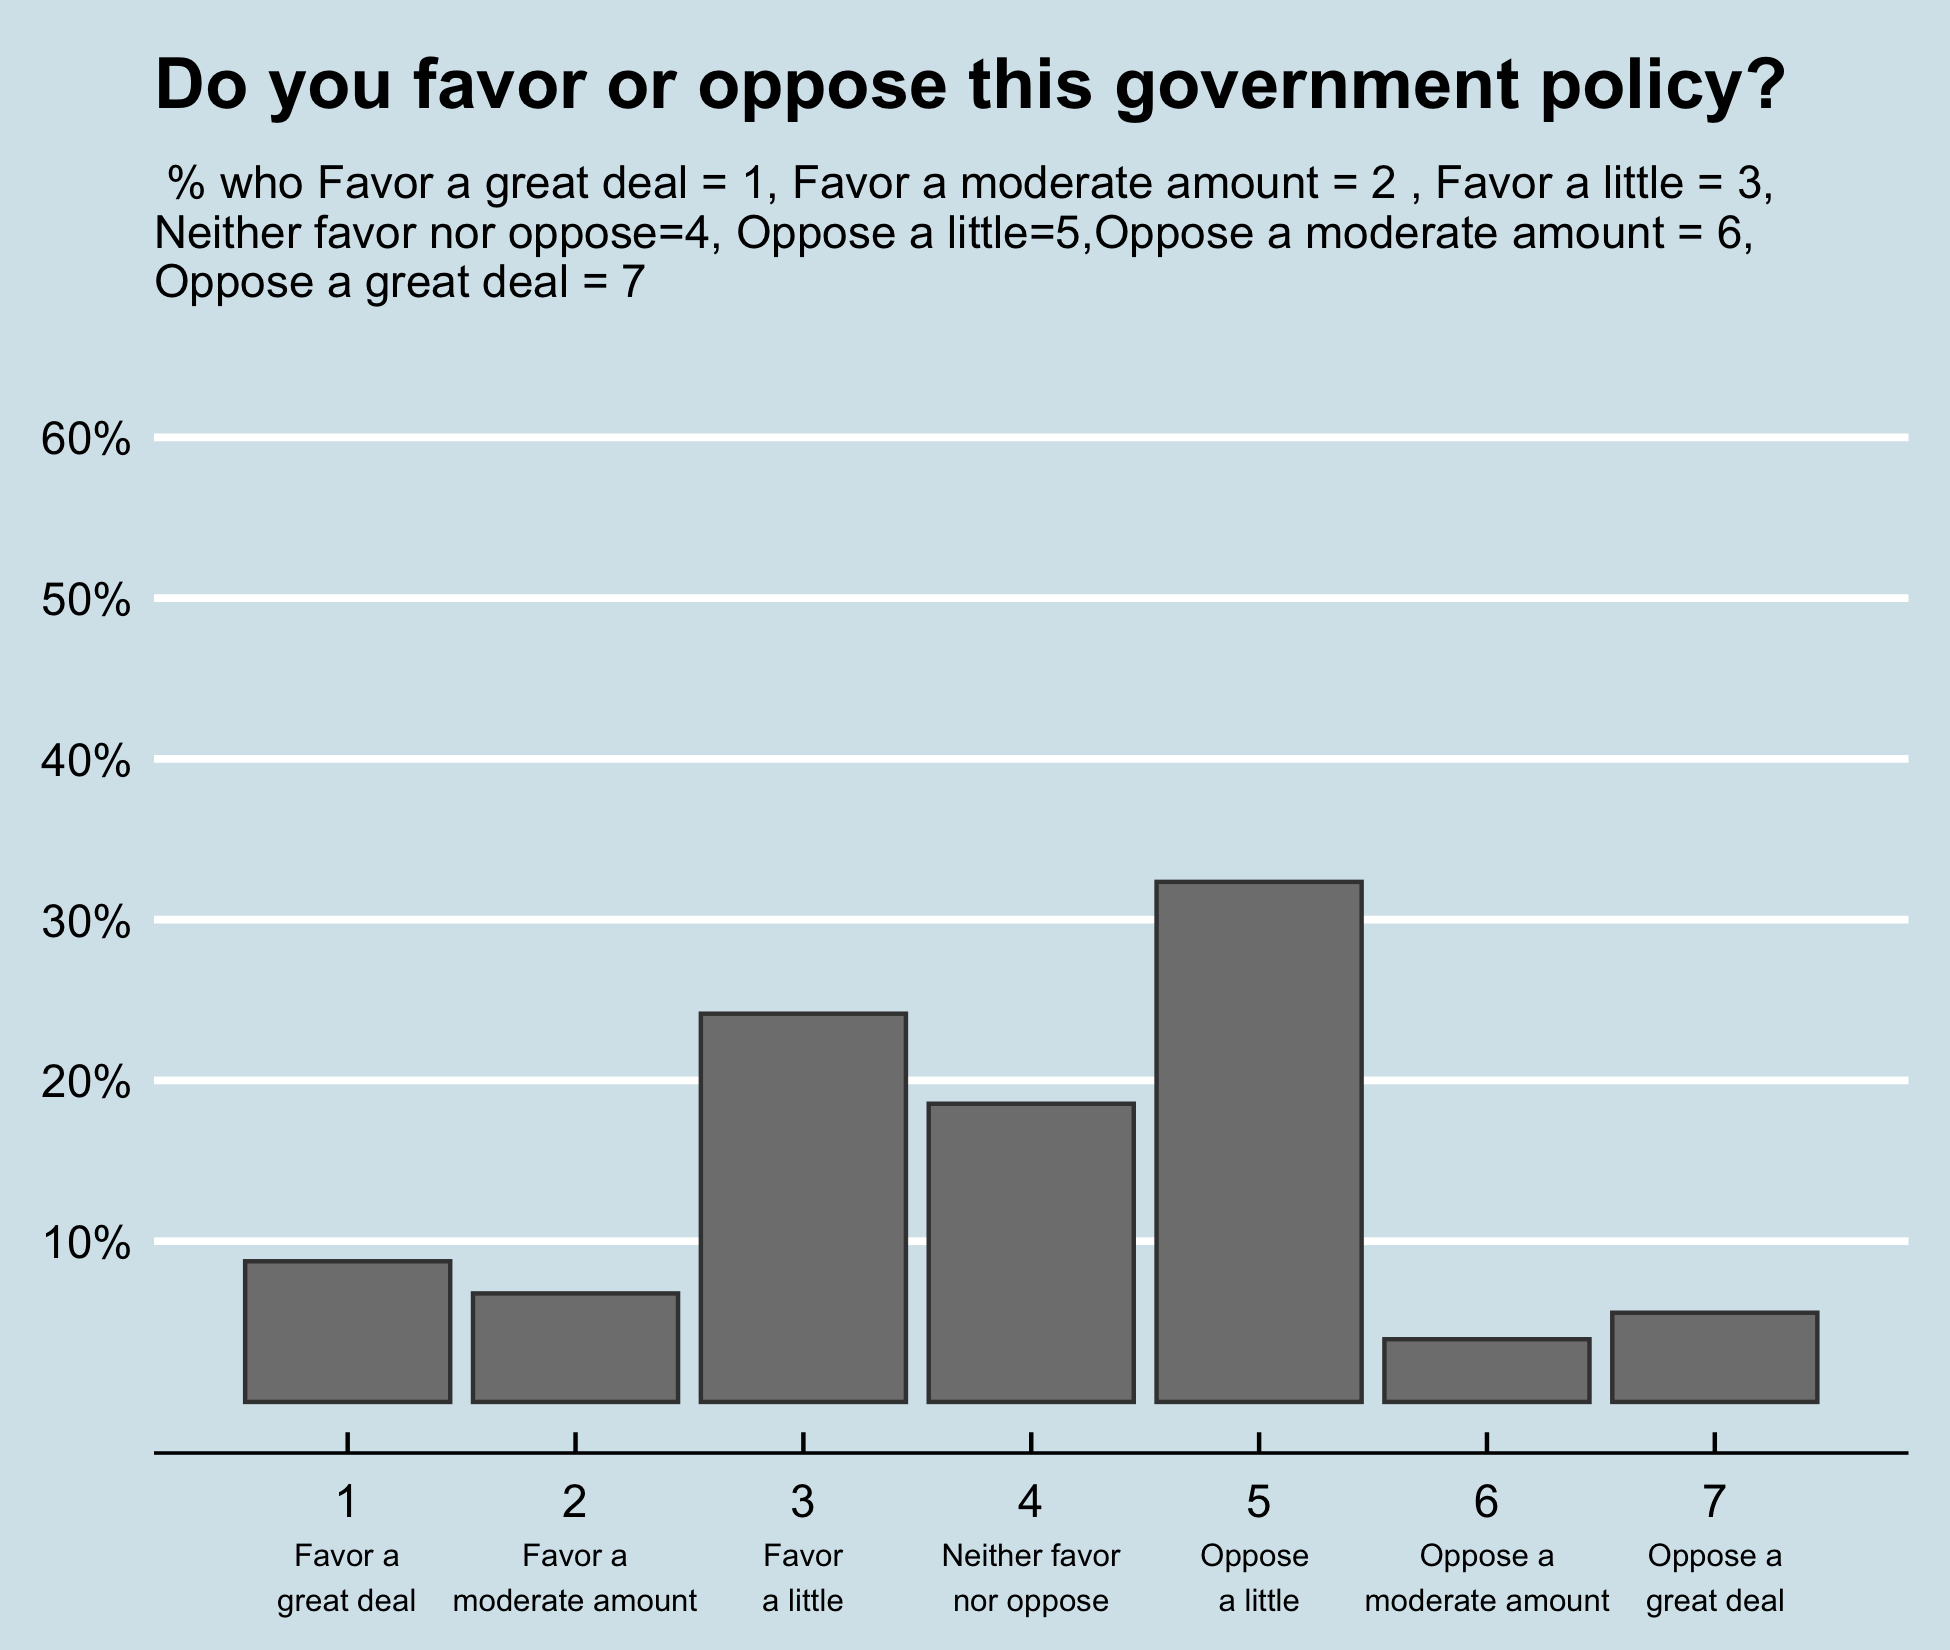 Do you favor or oppose this government policy?
% who Favor a great deal = 1, Favor a moderate amount = 2 , Favor a little = 3,
Neither favor nor oppose=4, Oppose a little=5,Oppose a moderate amount = 6,
Oppose a great deal = 7
60%
50%
40%
30%
20%
10%
1 2 3 4 5 6 7
Favor a Favor a Favor Neither favor Oppose Oppose a Oppose a
great deal moderate amount a little nor oppose a little moderate amount great deal